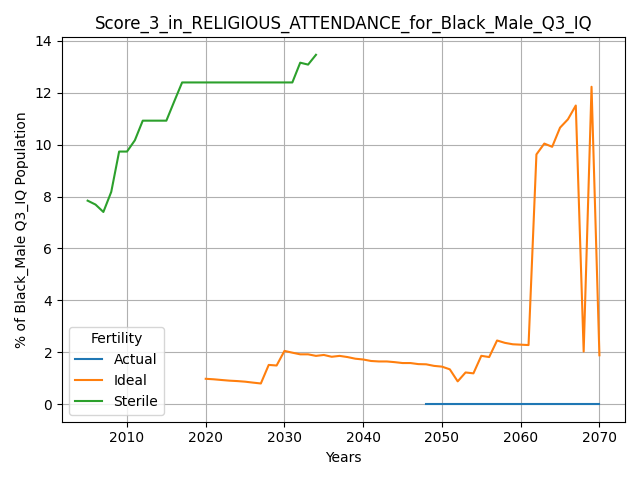 Score_3_in_RELIGIOUS_ATTENDANCE_for_Black_Male_Q3_IQ
% of Black_Male Q3_IQ Population
14
12
10
8
6
4
2
0
Fertility
Actual
Ideal
Sterile
2010 2020 2030 2040 2050 2060 2070
Years